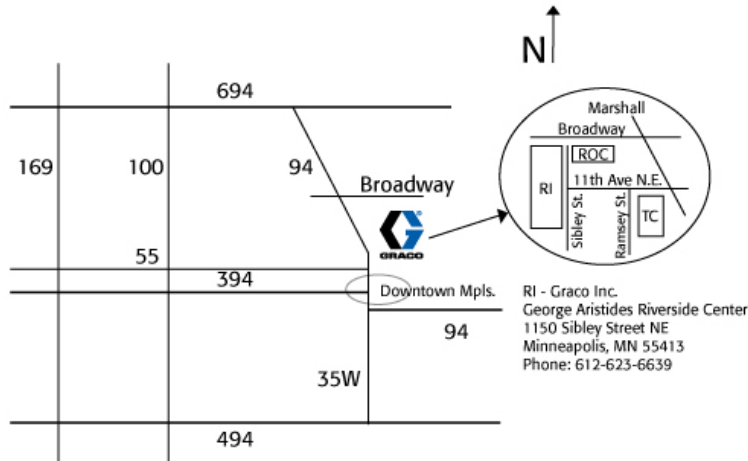 N
694
Marshall
Broadway
169
100
94
ROC
Broadway
RI
11th Ave N.E.
Sibley St.
Ramsey St.
TC
GRACO
55
394
Downtown Mpls.
94
35W
494
RI - Graco Inc.
George Aristides Riverside Center
1150 Sibley Street NE
Minneapolis, MN 55413
Phone: 612-623-6639